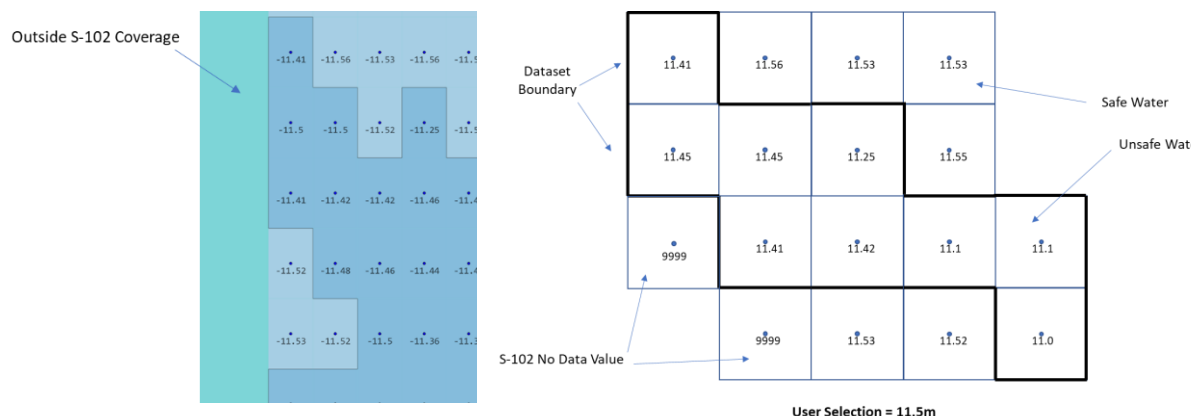 Outside S-102 Coverage
-11.41 -11.56 -11.53 -11.56
-11.5 -11.5 -11.52 -11.25
-11.41 -11.42 -11.42 -11.46
-11.52 -11.48 -11.46 -11.44
-11.53 -11.52 -11.5 -11.36
Dataset
Boundary
11.41 11.56 11.53 11.53
11.45 11.45 11.25 11.55
9999 11.41 11.42 11.1 11.1
9999 11.53 11.52 11.0
Safe Water
Unsafe Wat
S-102 No Data Value
User Selection = 11.5m